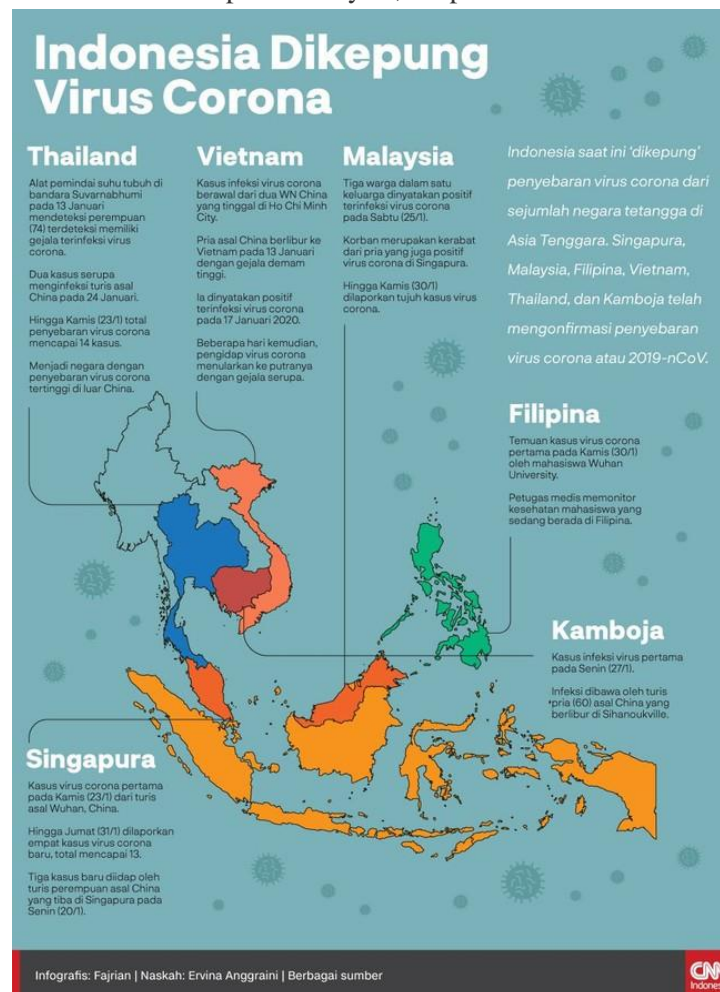 Indonesia Dikepung
Virus Corona
Thailand
Alat pemindai suhu tubuh di
bandara Suvarnabhumi
pada 13 Januari
mendeteksi perempuan
(74) terdeteksi memiliki
gejala terinfeksi virus
corona.
Dua kasus serupa
menginfeksi turis asal
China pada 24 Januari.
Hingga Kamis (23/1) total
penyebaran virus corona
mencapai 14 kasus.
Menjadi negara dengan
penyebaran virus corona
tertinggi di luar China.
Vietnam
Kasus infeksi virus corona
berawal dari dua WN China
yang tinggal di Ho Chi Minh
City.
Pria asal China berlibur ke
Vietnam pada 13 Januari
dengan gejala demam
tinggi.
Ia dinyatakan positif
terinfeksi virus corona
pada 17 Januari 2020.
Beberapa hari kemudian,
pengidap virus corona
menularkan ke putranya
dengan gejala serupa.
Malaysia
Tiga warga dalam satu
keluarga dinyatakan positif
terinfeksi virus corona
pada Sabtu (25/1).
Korban merupakan kerabat
dari pria yang juga positif
virus corona di Singapura.
Hingga Kamis (30/1)
dilaporkan tujuh kasus virus
corona.
Indonesia saat ini 'dikepung'
penyebaran virus corona dari
sejumlah negara tetangga di
Asia Tenggara. Singapura,
Malaysia, Filipina, Vietnam,
Thailand, dan Kamboja telah
mengonfirmasi penyebaran
virus corona atau 2019-nCoV.
Filipina
Temuan kasus virus corona
pertama pada Kamis (30/1)
oleh mahasiswa Wuhan
University.
Petugas medis memonitor
kesehatan mahasiswa yang
sedang berada di Filipina.
Kamboja
Kasus infeksi virus pertama
pada Senin (27/1).
Infeksi dibawa oleh turis
pria (60) asal China yang
berlibur di Sihanoukville.
Singapura
Kasus virus corona pertama
pada Kamis (23/1) dari turis
asal Wuhan, China.
Hingga Jumat (31/1) dilaporkan
empat kasus virus corona
baru, total mencapai 13.
Tiga kasus baru diidap oleh
turis perempuan asal China
yang tiba di Singapura pada
Senin (20/1).
Infografis: Fajrian | Naskah: Ervina Anggraini | Berbagai sumber
CNN
Indonesia